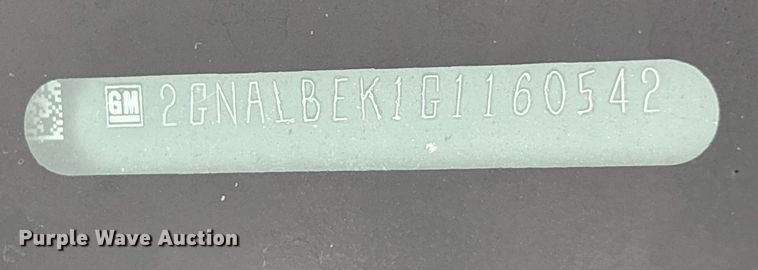 GM 2GNALBEK1G1160542
Purple Wave Auction